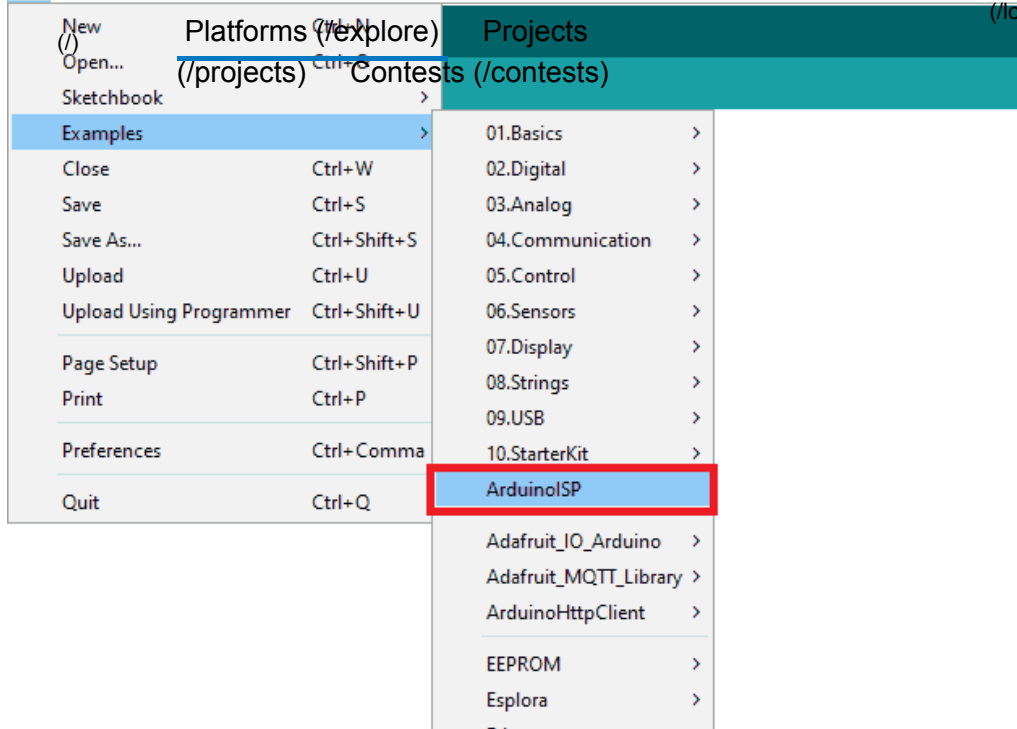 New Ctrl+N
(/)
Platforms (/explore) Projects
(/projects) Contests (/contests)
(/lo
Open... Ctrl+O
Sketchbook >
Examples >
Close Ctrl+W
Save Ctrl+S
Save As... Ctrl+Shift+S
Upload Ctrl+U
Upload Using Programmer Ctrl+Shift+U
Page Setup Ctrl+Shift+P
Print Ctrl+P
Preferences Ctrl+Comma
Quit Ctrl+Q
01.Basics >
02.Digital >
03.Analog >
04.Communication >
05.Control >
06.Sensors >
07.Display >
08.Strings >
09.USB >
10.StarterKit >
ArduinoISP
Adafruit_IO_Arduino >
Adafruit_MQTT_Library >
ArduinoHttpClient >
EEPROM >
Esplora >